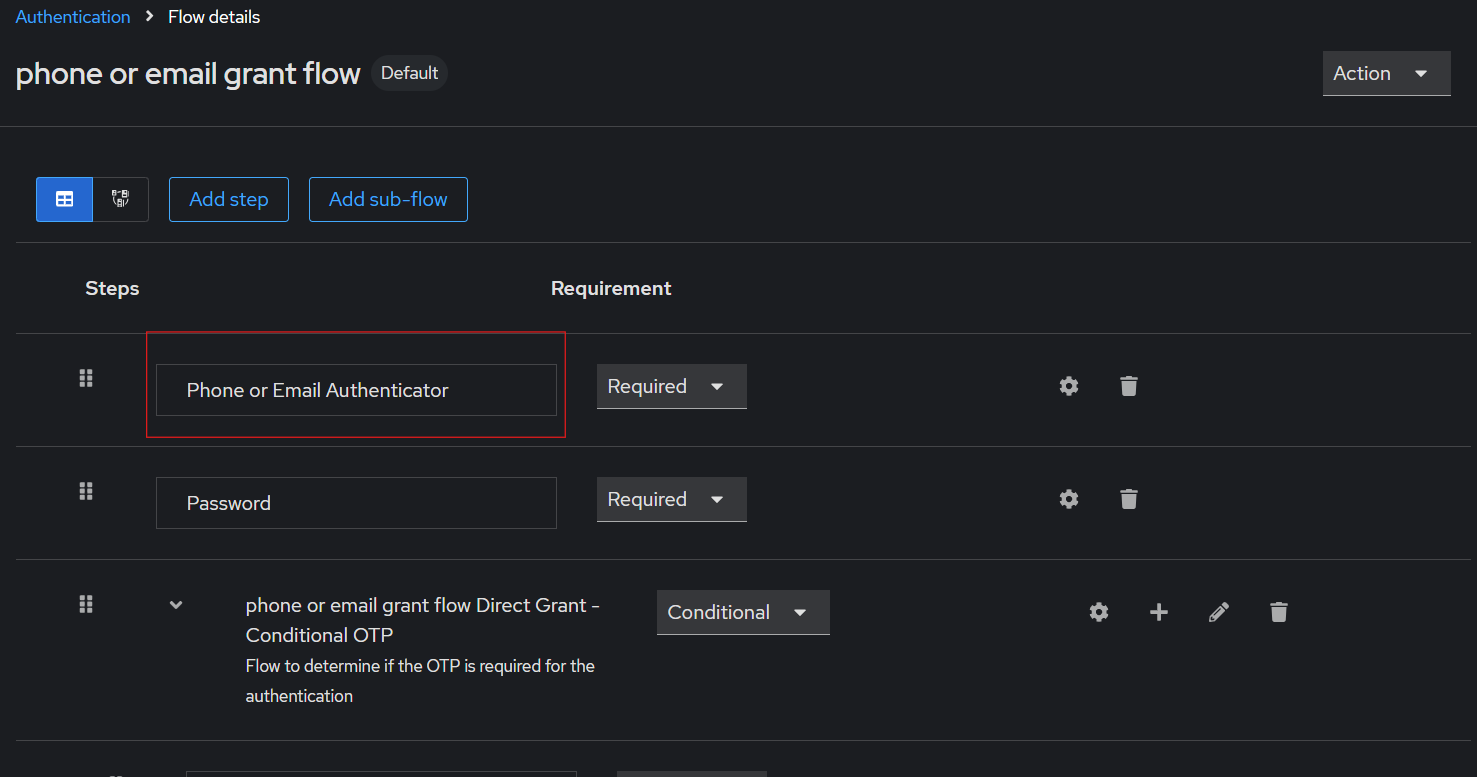 Authentication > Flow details
phone or email grant flow Default
Action
Add step Add sub-flow
Steps Requirement
Phone or Email Authenticator Required
Password Required
phone or email grant flow Direct Grant -
Conditional OTP
Conditional
Flow to determine if the OTP is required for the
authentication